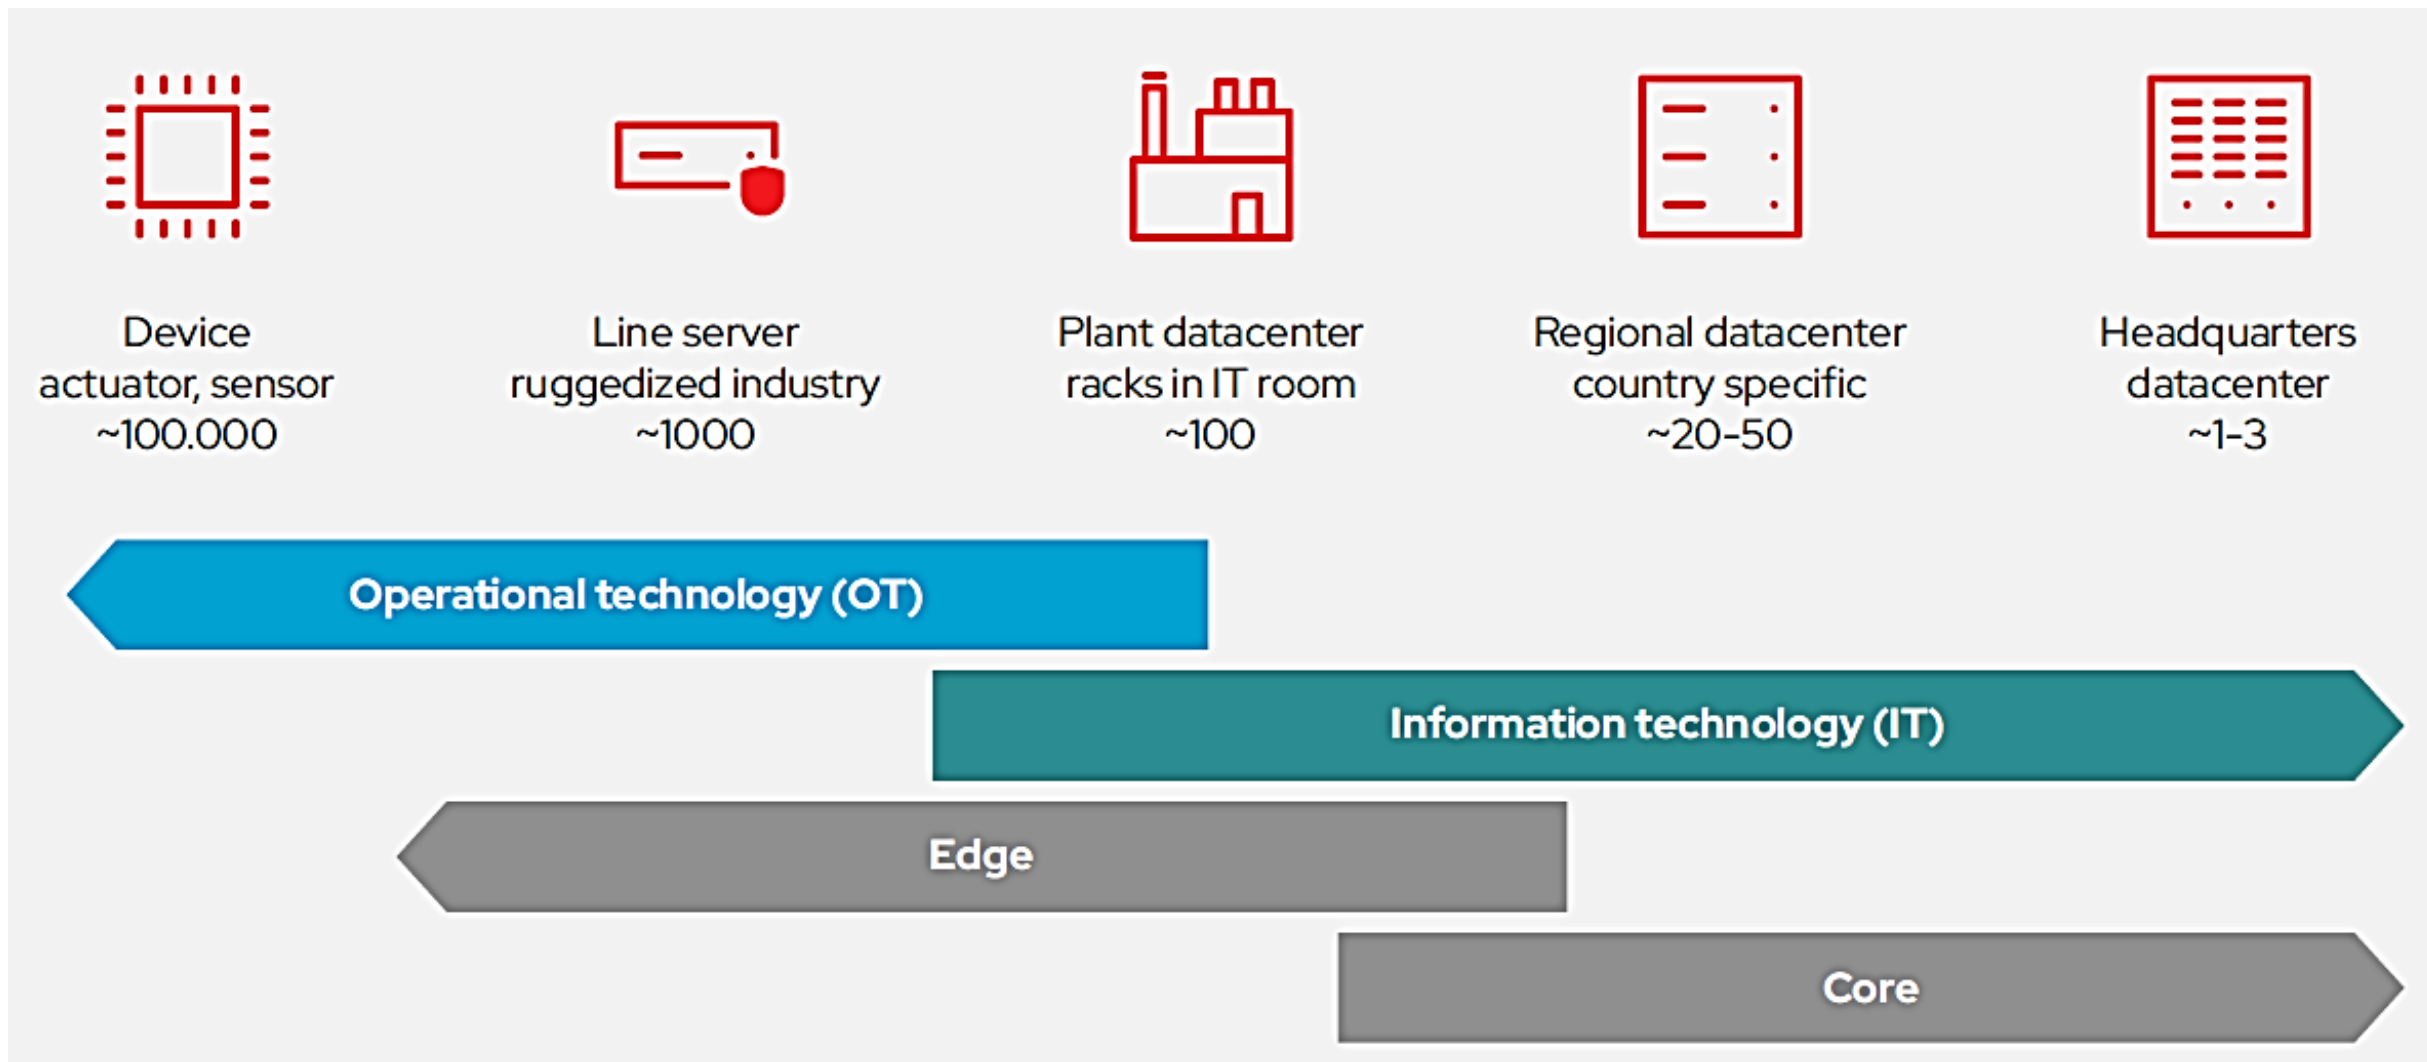 Device
actuator, sensor
~100.000
Line server
ruggedized industry
~1000
Plant datacenter
racks in IT room
~100
Regional datacenter
country specific
~20-50
Headquarters
datacenter
~1-3
Operational technology (OT)
Information technology (IT)
Edge
Core